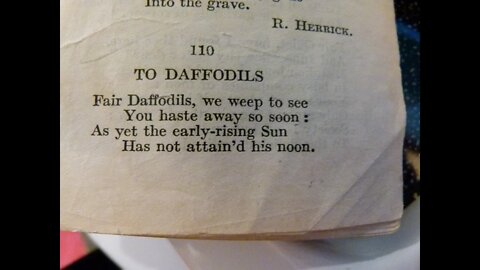 Into the grave.
R. HERRICK.
110
TO DAFFODILS
Fair Daffodils, we weep to see
You haste away so soon :
As yet the early-rising Sun
Has not attain'd his noon.